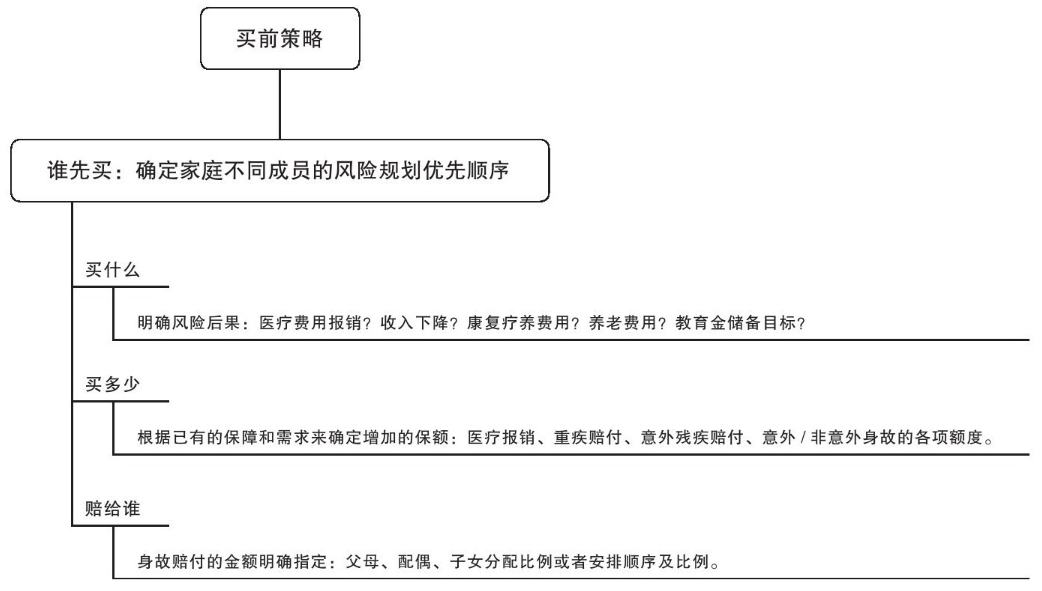 买前策略
谁先买：确定家庭不同成员的风险规划优先顺序
买什么
明确风险后果：医疗费用报销？收入下降？康复疗养费用？养老费用？教育金储备目标？
买多少
根据已有的保障和需求来确定增加的保额：医疗报销、重疾赔付、意外残疾赔付、意外 / 非意外身故的各项额度。
赔给谁
身故赔付的金额明确指定：父母、配偶、子女分配比例或者安排顺序及比例。